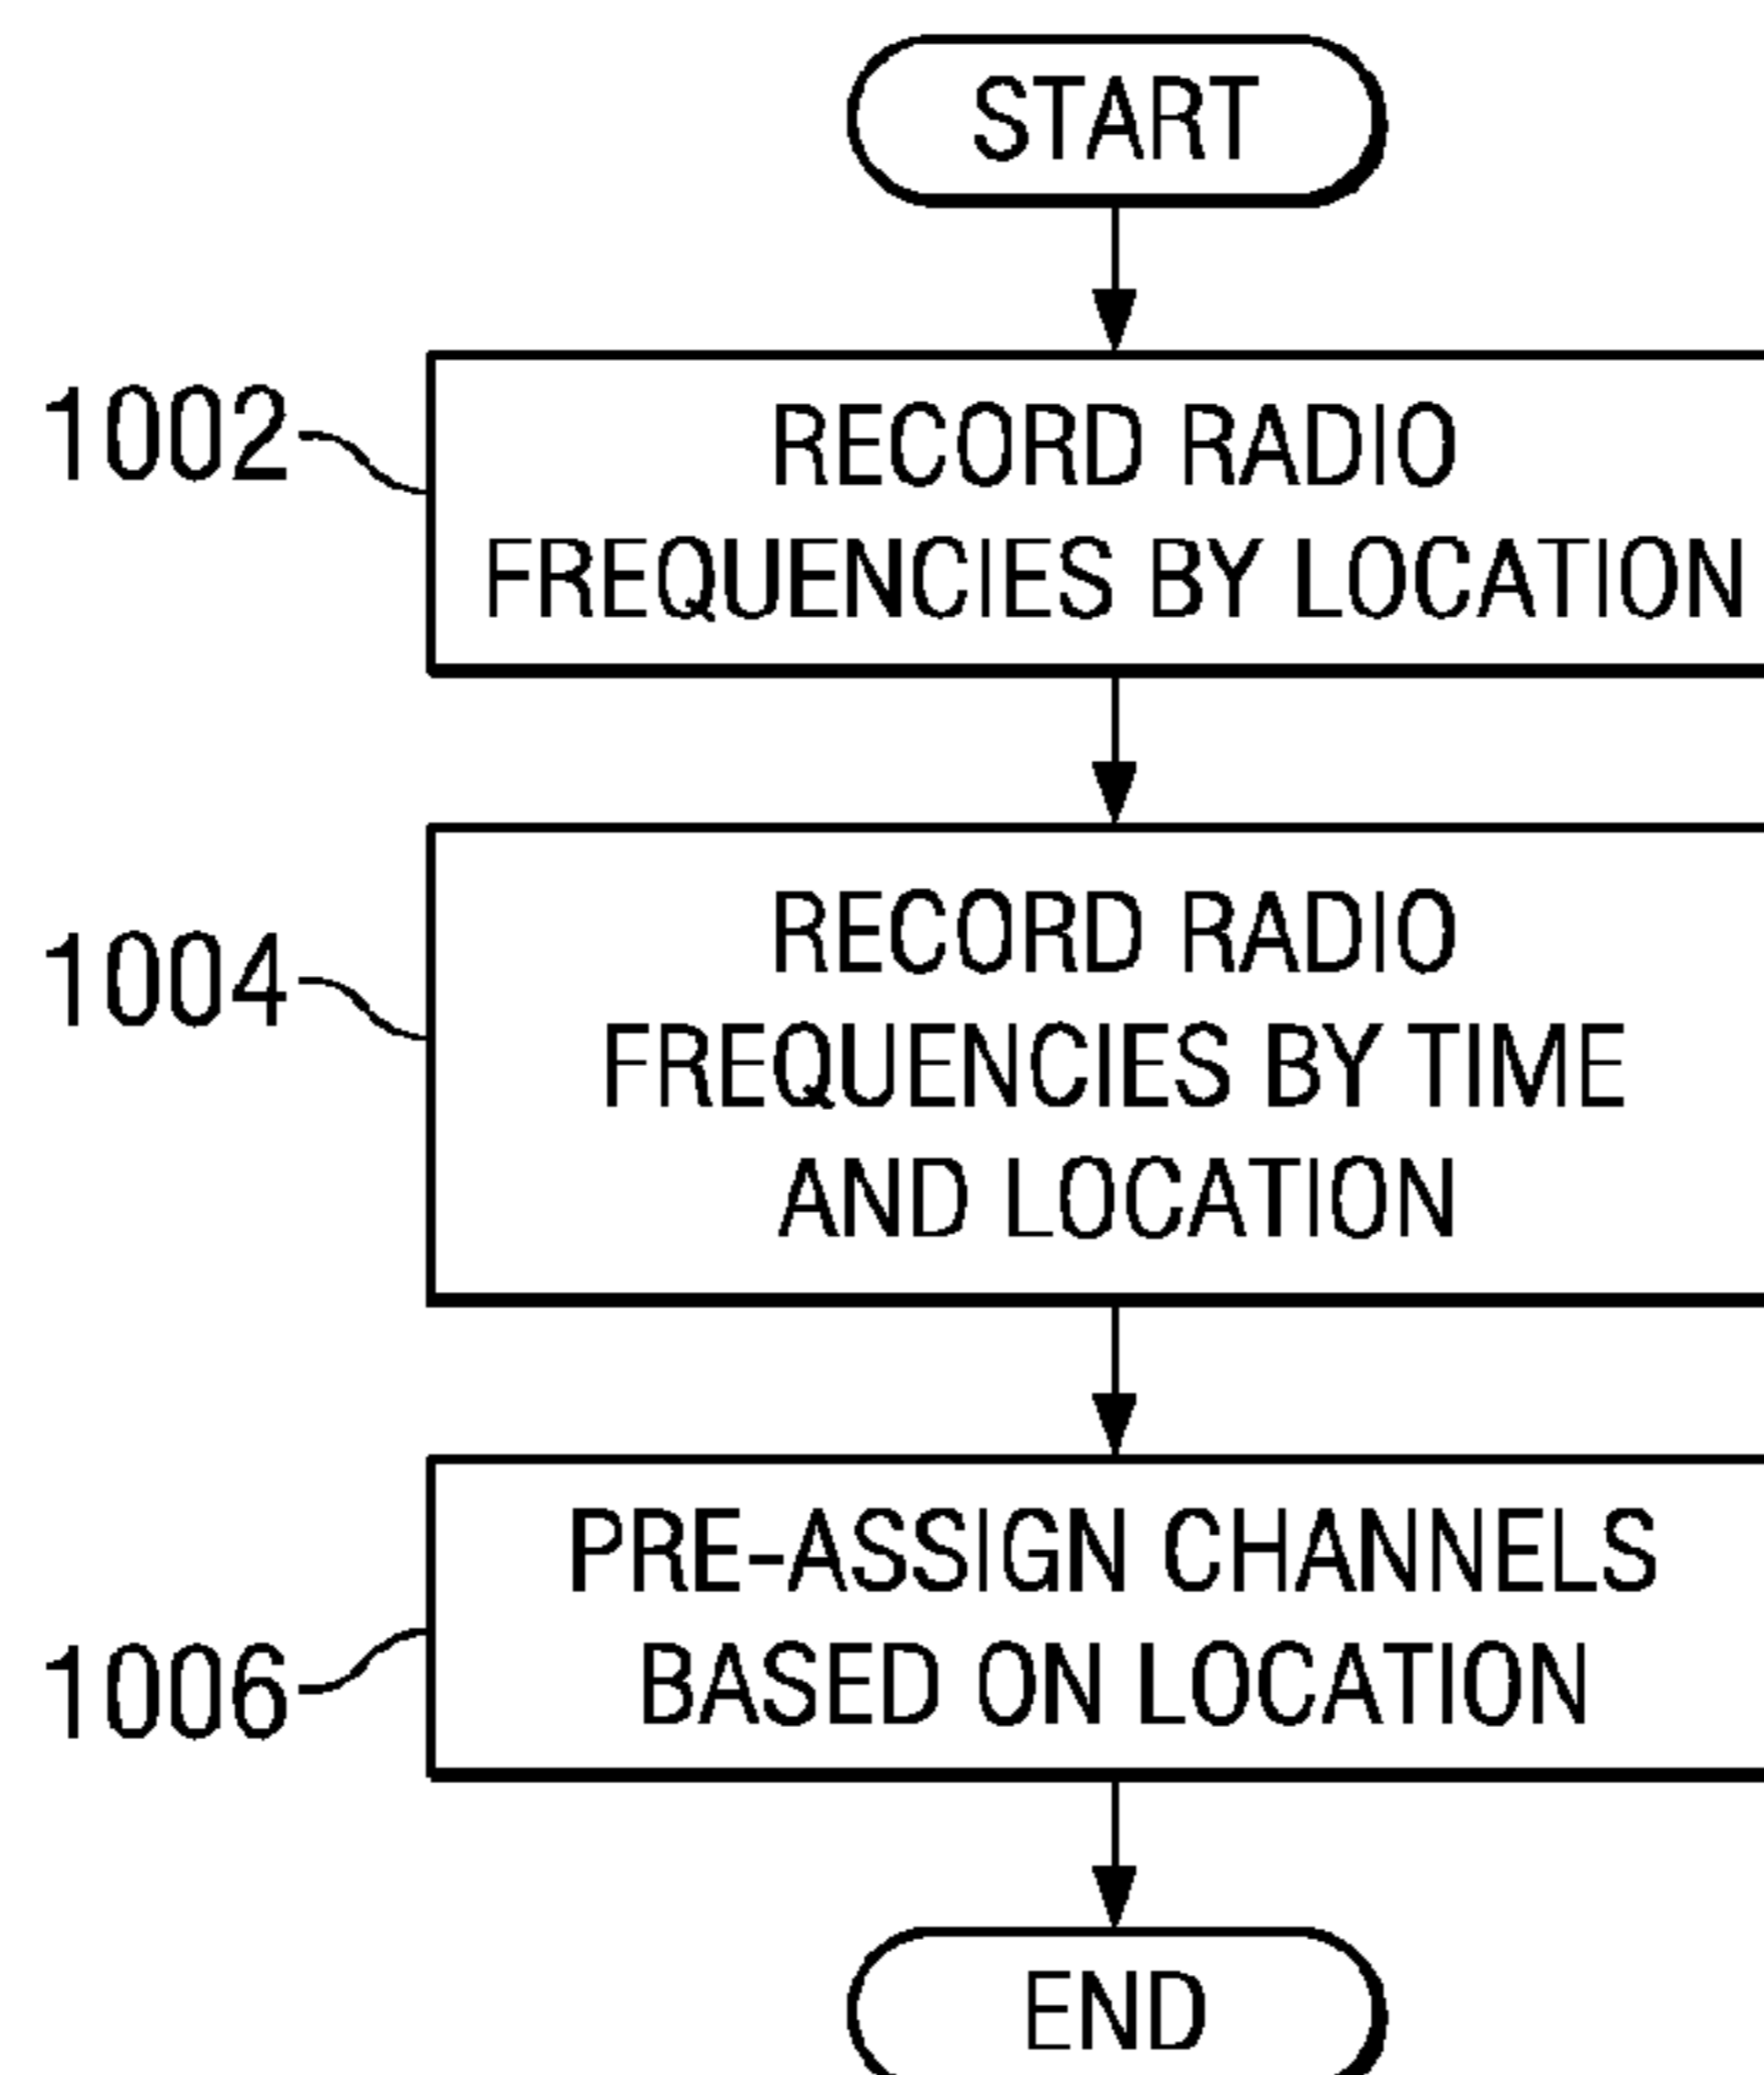 START
1002
RECORD RADIO
FREQUENCIES BY LOCATION
1004
RECORD RADIO
FREQUENCIES BY TIME
AND LOCATION
PRE-ASSIGN CHANNELS
BASED ON LOCATION
1006
END